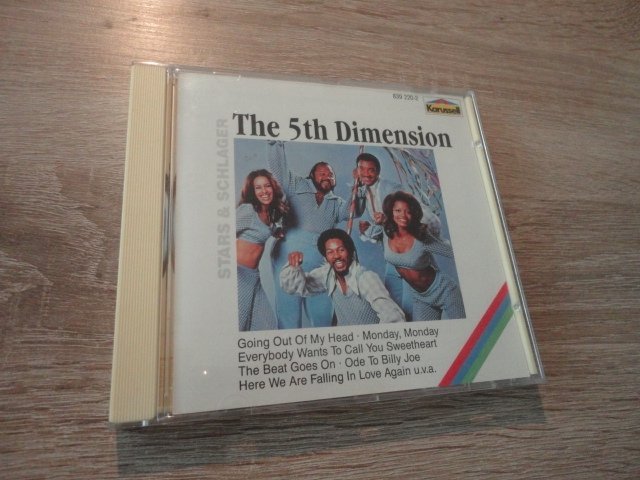 839 220-2
Karussell
The 5th Dimension
STARS & SCHLAGER
Going Out Of My Head · Monday, Monday
Everybody Wants To Call You Sweetheart
The Beat Goes On · Ode To Billy Joe
Here We Are Falling In Love Again u.v.a.